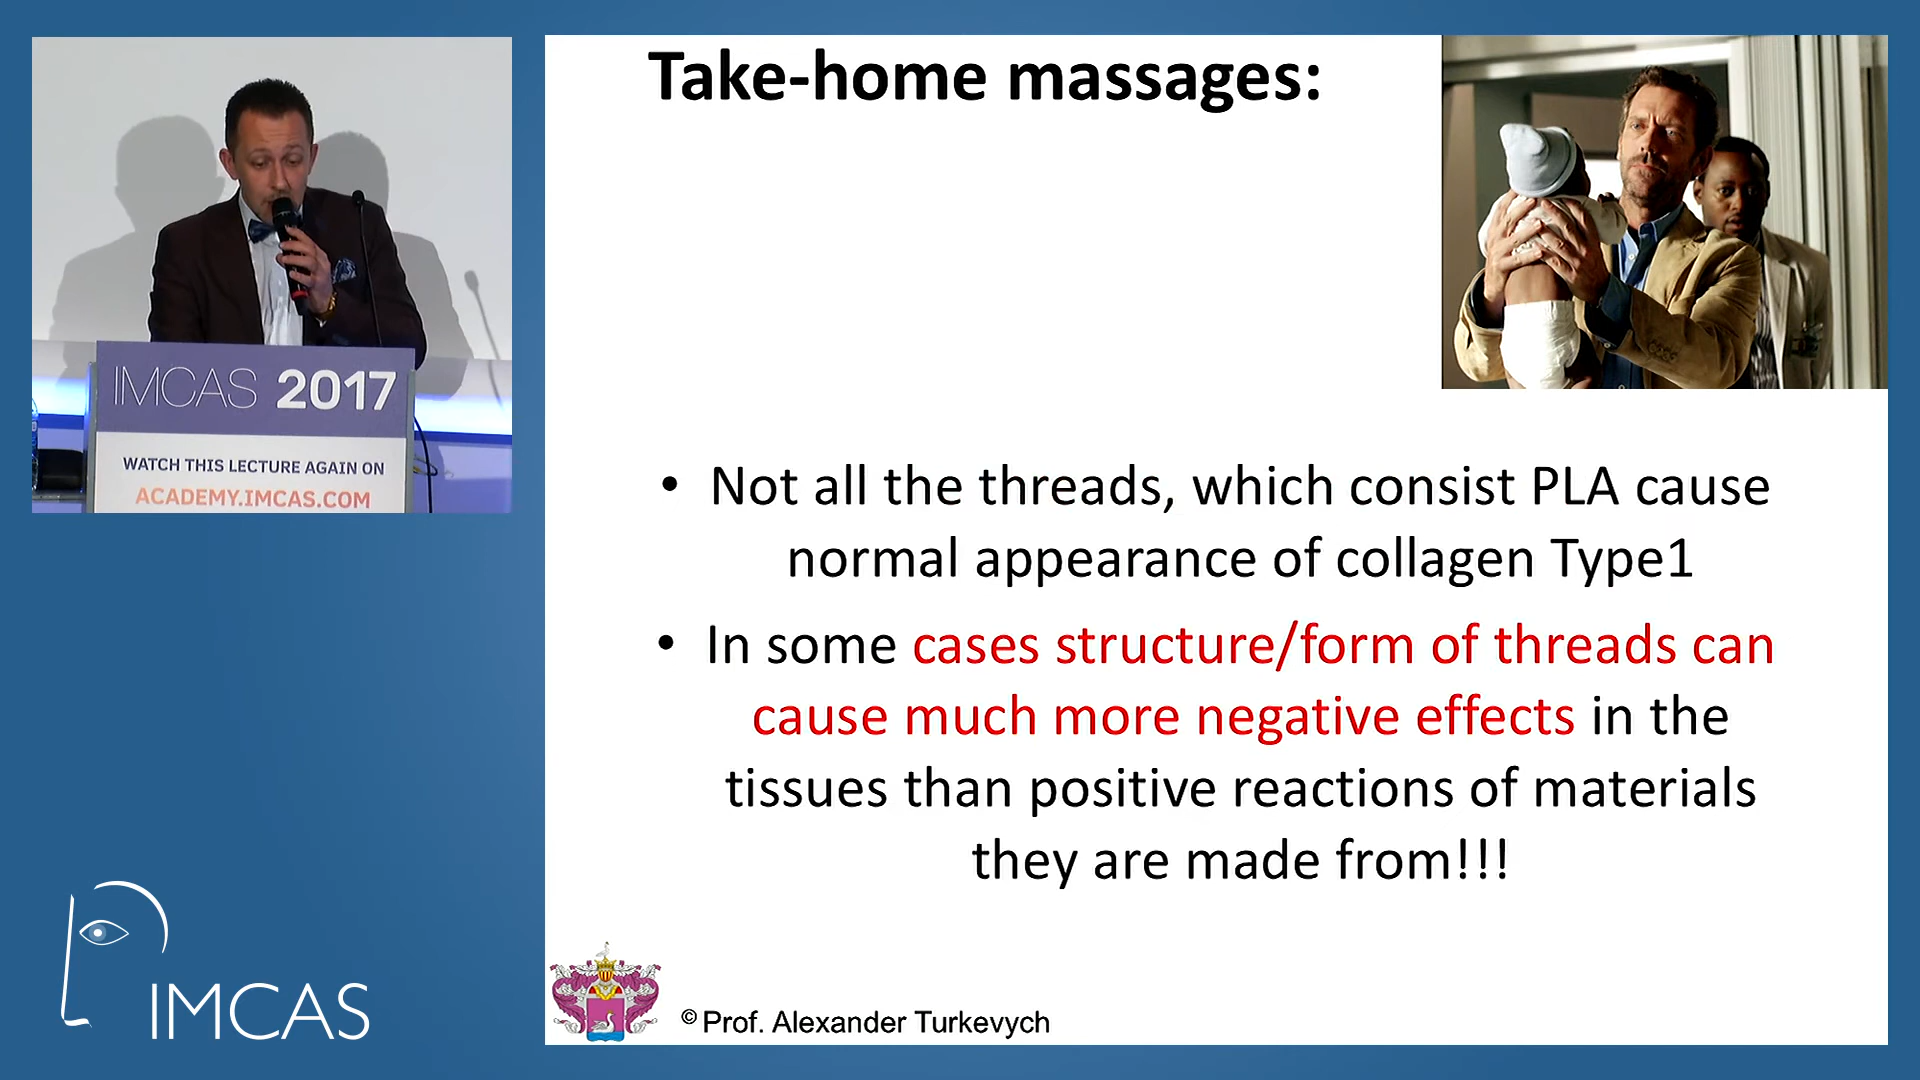 IMCAS 2017
WATCH THIS LECTURE AGAIN ON
ACADEMY.IMCAS.COM
IMCAS
Take-home massages:
• Not all the threads, which consist PLA cause
normal appearance of collagen Type1
• In some cases structure/form of threads can
cause much more negative effects in the
tissues than positive reactions of materials
they are made from!!!
© Prof. Alexander Turkevych